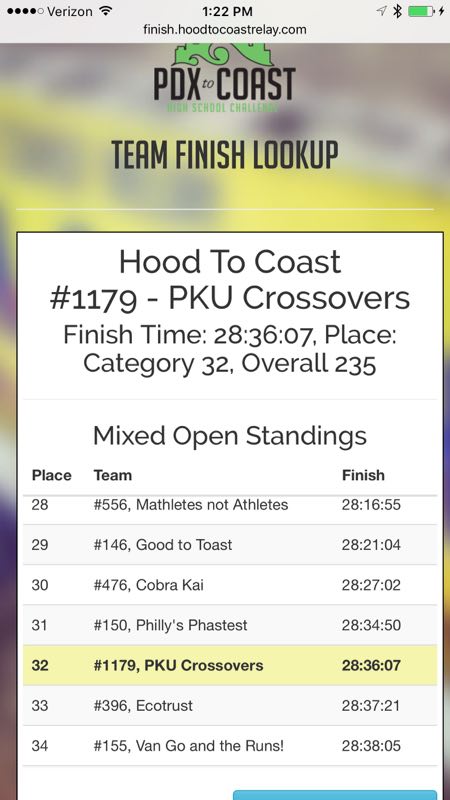 Verizon 1:22 PM
finish.hoodtocoastrelay.com
PDX to COAST
HIGH SCHOOL CHALLENGE
TEAM FINISH LOOKUP
Hood To Coast
#1179 - PKU Crossovers
Finish Time: 28:36:07, Place:
Category 32, Overall 235
Mixed Open Standings
Place Team Finish
28 #556, Mathletes not Athletes 28:16:55
29 #146, Good to Toast 28:21:04
30 #476, Cobra Kai 28:27:02
31 #150, Philly's Phastest 28:34:50
32 #1179, PKU Crossovers 28:36:07
33 #396, Ecotrust 28:37:21
34 #155, Van Go and the Runs! 28:38:05